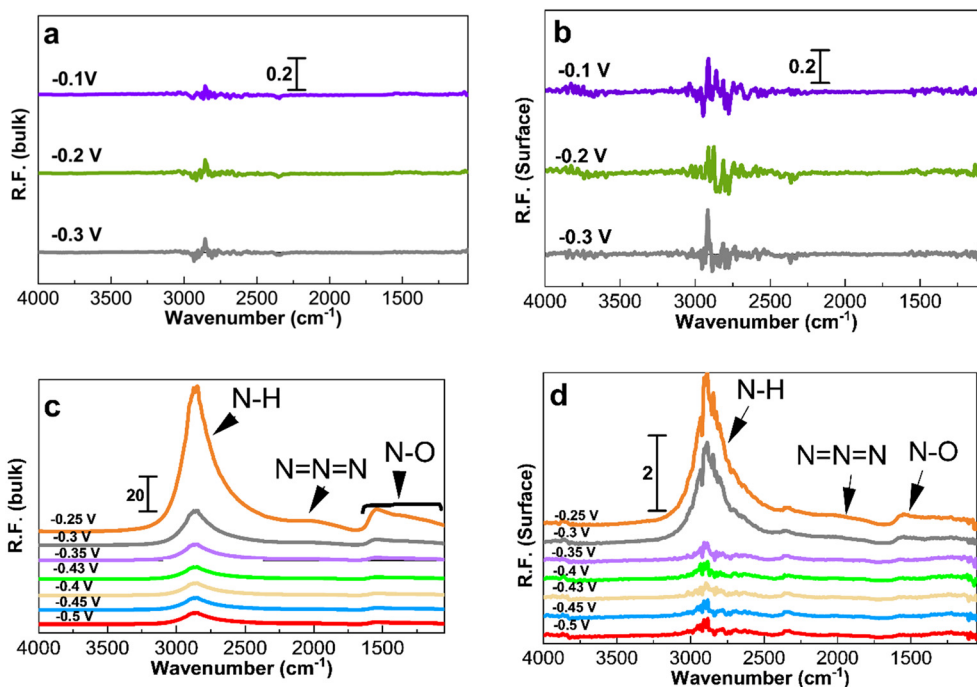 a
R.F. (bulk)
-0.1V
0.2
-0.2 V
-0.3 V
4000 3500 3000 2500 2000 1500
Wavenumber (cm-1)
b
R.F. (Surface)
-0.1 V
0.2
-0.2 V
-0.3 V
4000 3500 3000 2500 2000 1500
Wavenumber (cm-1)
c
R.F. (bulk)
N-H
N=N=N
N-O
20
-0.25 V
-0.3 V
-0.35 V
-0.43 V
-0.4 V
-0.45 V
-0.5 V
4000 3500 3000 2500 2000 1500
Wavenumber (cm-1)
d
R.F. (Surface)
N-H
N=N=N
N-O
2
-0.25 V
-0.3 V
-0.35 V
-0.4 V
-0.43 V
-0.45 V
-0.5 V
4000 3500 3000 2500 2000 1500
Wavenumber (cm-1)